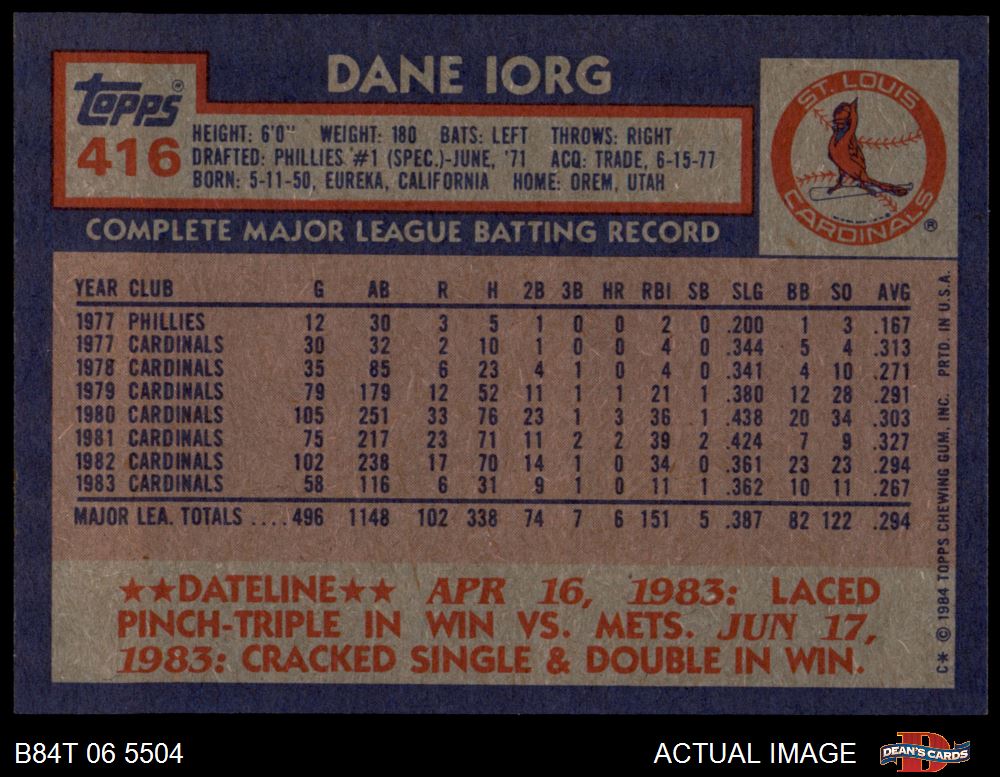 DANE IORG
Topps®
416
HEIGHT: 6'0" WEIGHT: 180 BATS: LEFT THROWS: RIGHT
DRAFTED: PHILLIES #1 (SPEC.)-JUNE, '71 ACQ: TRADE, 6-15-77
BORN: 5-11-50, EUREKA, CALIFORNIA HOME: OREM, UTAH
ST. LOUIS
CARDINALS ®
COMPLETE MAJOR LEAGUE BATTING RECORD
YEAR CLUB G AB R H 2B 3B HR RBI SB SLG BB SO AVG
1977 PHILLIES 12 30 3 5 1 0 0 2 0 .200 1 3 .167
1977 CARDINALS 30 32 2 10 1 0 0 4 0 .344 5 4 .313
1978 CARDINALS 35 85 6 23 4 1 0 4 0 .341 4 10 .271
1979 CARDINALS 79 179 12 52 11 1 1 21 1 .380 12 28 .291
1980 CARDINALS 105 251 33 76 23 1 3 36 1 .438 20 34 .303
1981 CARDINALS 75 217 23 71 11 2 2 39 2 .424 7 9 .327
1982 CARDINALS 102 238 17 70 14 1 0 34 0 .361 23 23 .294
1983 CARDINALS 58 116 6 31 9 1 0 11 1 .362 10 11 .267
MAJOR LEA. TOTALS ....496 1148 102 338 74 7 6 151 5 .387 82 122 .294
★★DATELINE★★ APR 16, 1983: LACED
PINCH-TRIPLE IN WIN VS. METS. JUN 17,
1983: CRACKED SINGLE & DOUBLE IN WIN.
C* © 1984 TOPPS CHEWING GUM, INC. PRTD. IN U.S.A.
B84T 06 5504
ACTUAL IMAGE
D
DEAN'S CARDS